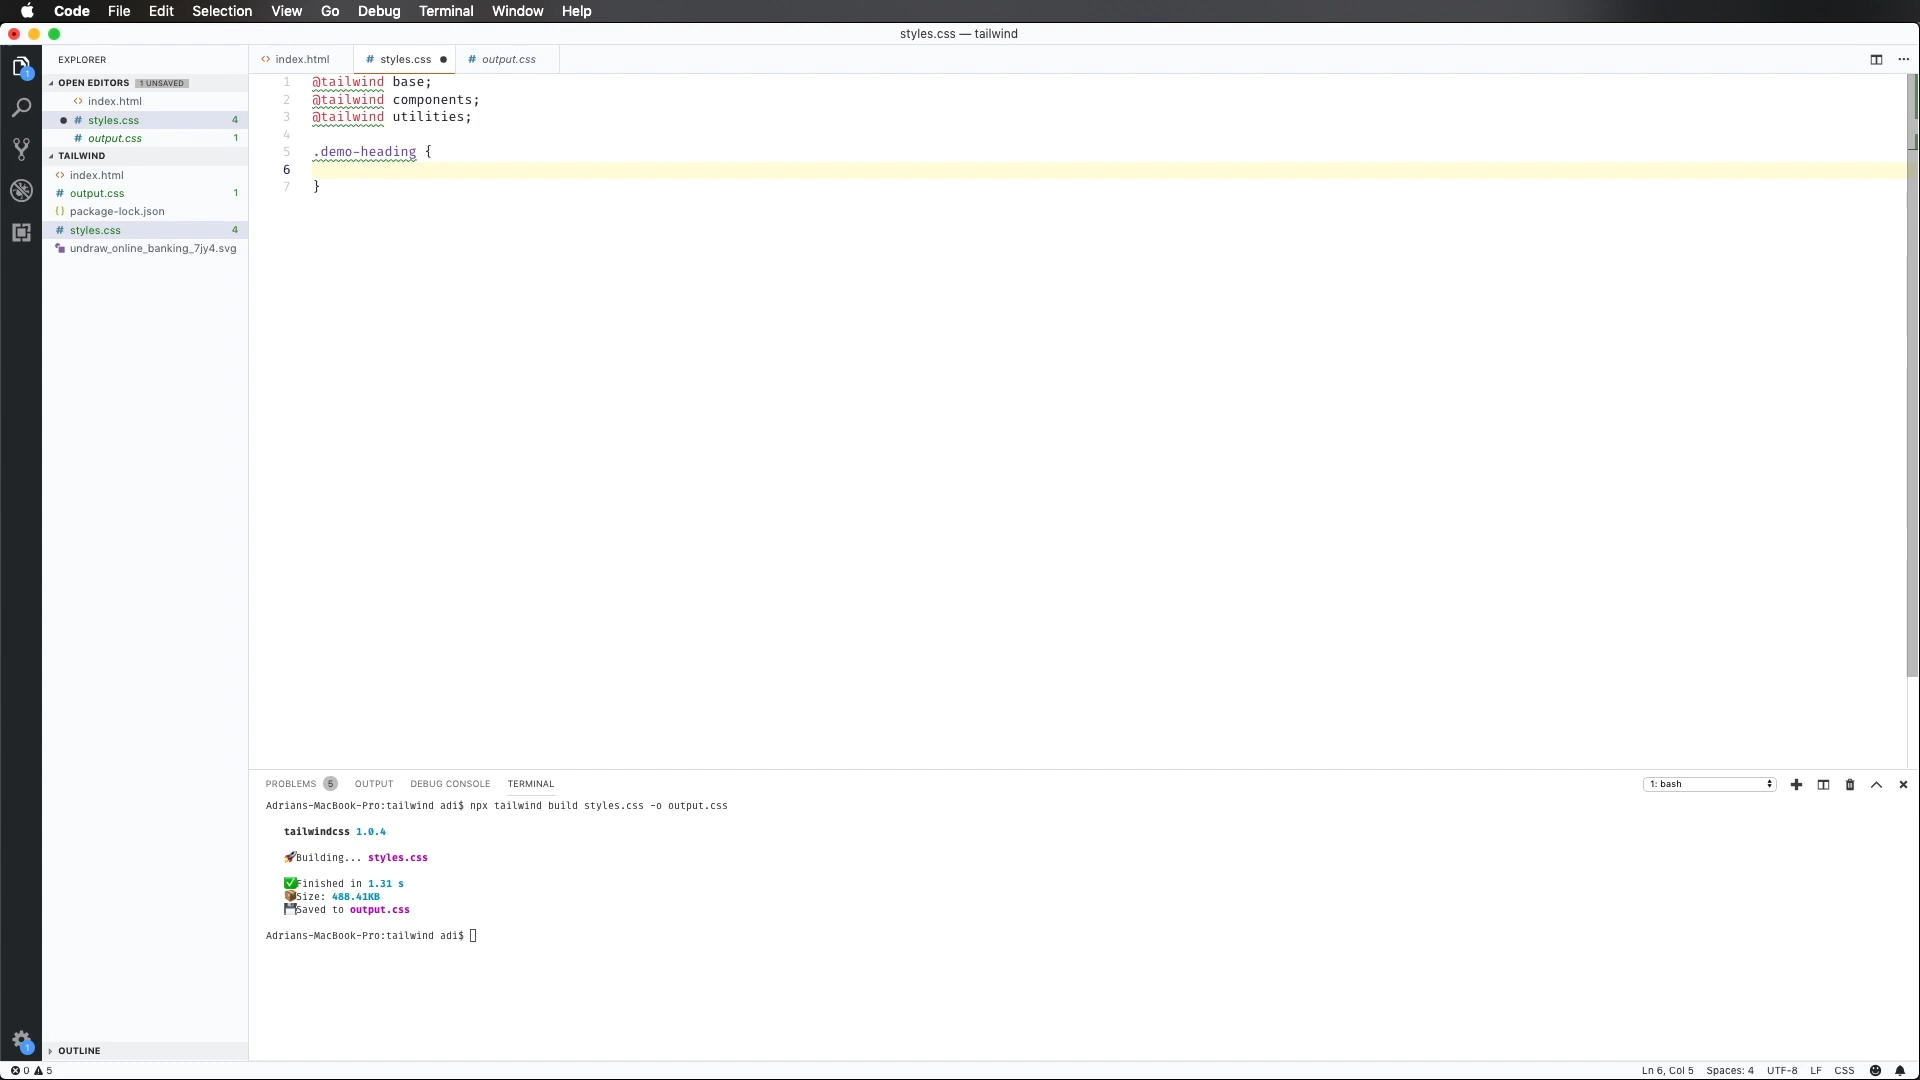 Code File Edit Selection View Go Debug Terminal Window Help
styles.css — tailwind
EXPLORER
OPEN EDITORS 1 UNSAVED
<> index.html
# styles.css 4
# output.css 1
TAILWIND
<> index.html
# output.css 1
{} package-lock.json
# styles.css 4
undraw_online_banking_7jy4.svg
OUTLINE
1
1
<> index.html # styles.css # output.css
1 @tailwind base;
2 @tailwind components;
3 @tailwind utilities;
4
5 .demo-heading {
6
7 }
PROBLEMS 5 OUTPUT DEBUG CONSOLE TERMINAL 1: bash
Adrians-MacBook-Pro:tailwind adi$ npx tailwind build styles.css -o output.css
tailwindcss 1.0.4
🚀Building... styles.css
✅Finished in 1.31 s
📦Size: 488.41KB
💾Saved to output.css
Adrians-MacBook-Pro:tailwind adi$
0 5 Ln 6, Col 5 Spaces: 4 UTF-8 LF CSS